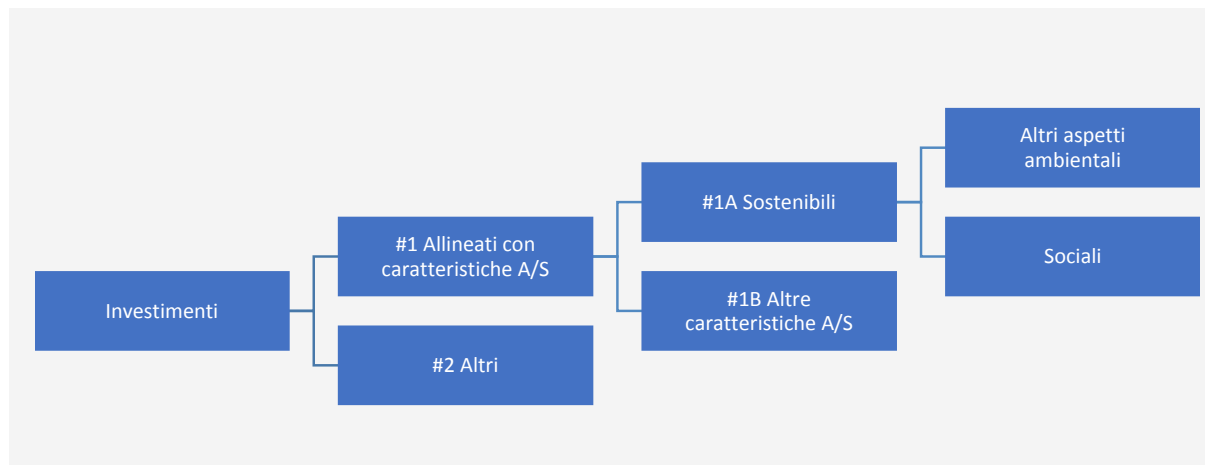 Investimenti
#1 Allineati con
caratteristiche A/S
#2 Altri
#1A Sostenibili
#1B Altre
caratteristiche A/S
Altri aspetti
ambientali
Sociali